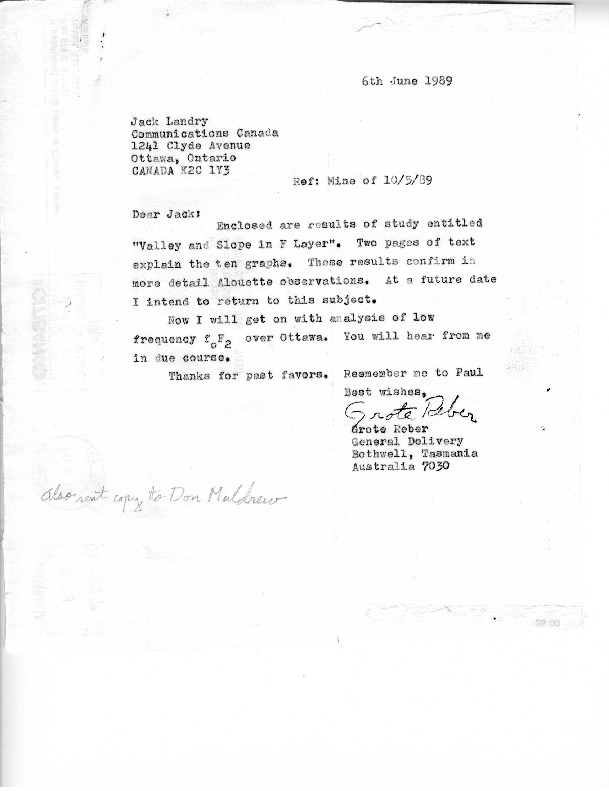 6th June 1989
Jack Landry
Communications Canada
1241 Clyde Avenue
Ottawa, Ontario
CANADA K2C 1Y3
Ref: Mine of 10/5/89
Dear Jack:
Enclosed are results of study entitled
"Valley and Slope in F Layer". Two pages of text
explain the ten graphs. These results confirm in
more detail Alouette observations. At a future date
I intend to return to this subject.
Now I will get on with analysis of low
frequency foF2 over Ottawa. You will hear from me
in due course.
Thanks for past favors. Resmember me to Paul
Best wishes,
Grote Reber
Grote Reber
General Delivery
Bothwell, Tasmania
Australia 7030
Also sent copy to Don Muldrew